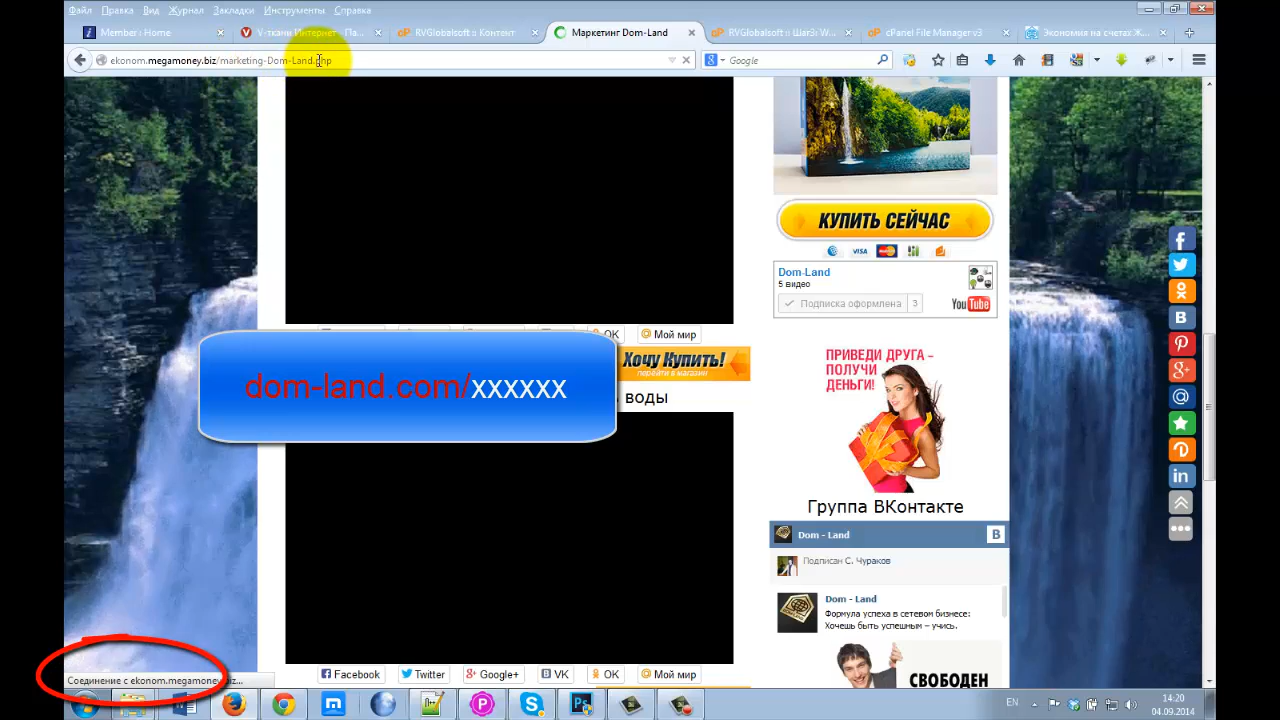 Файл Правка Вид Журнал Закладки Инструменты Справка
Member i Home
V-ткани Интернет - Па...
RVGlobalsoft :: Контент
Маркетинг Dom-Land
RVGlobalsoft :: Шаг3: W...
cPanel File Manager v3
Экономия на счетах Ж...
ekonom.megamoney.biz/marketing-Dom-Land.php
Google
КУПИТЬ СЕЙЧАС
VISA
Dom-Land
5 видео
Подписка оформлена 3
YouTube
OK
Мой мир
Хочу Купить!
перейти в магазин
воды
dom-land.com/xxxxxx
ПРИВЕДИ ДРУГА –
ПОЛУЧИ
ДЕНЬГИ!
Группа ВКонтакте
Dom - Land
Подписан С. Чураков
Dom - Land
Формула успеха в сетевом бизнесе:
Хочешь быть успешным – учись.
СВОБОДЕН
Facebook
Twitter
Google+
VK
OK
Мой мир
Соединение с ekonom.megamoney.biz...
EN
14:20
04.09.2014